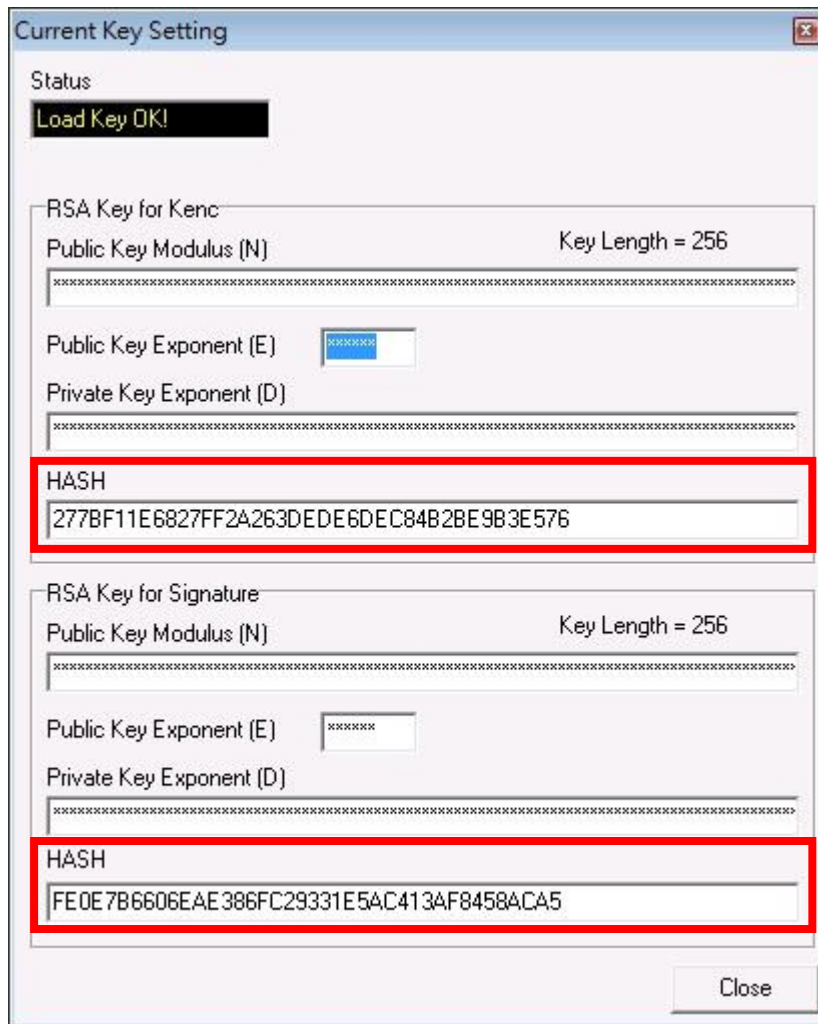 Current Key Setting
Status
Load Key OK!
RSA Key for Kenc
Public Key Modulus (N) Key Length = 256
Public Key Exponent (E) ******
Private Key Exponent (D)
HASH
277BF11E6827FF2A263DEDE6DEC84B2BE9B3E576
RSA Key for Signature
Public Key Modulus (N) Key Length = 256
Public Key Exponent (E) ******
Private Key Exponent (D)
HASH
FE0E7B6606EAE386FC29331E5AC413AF8458ACA5
Close